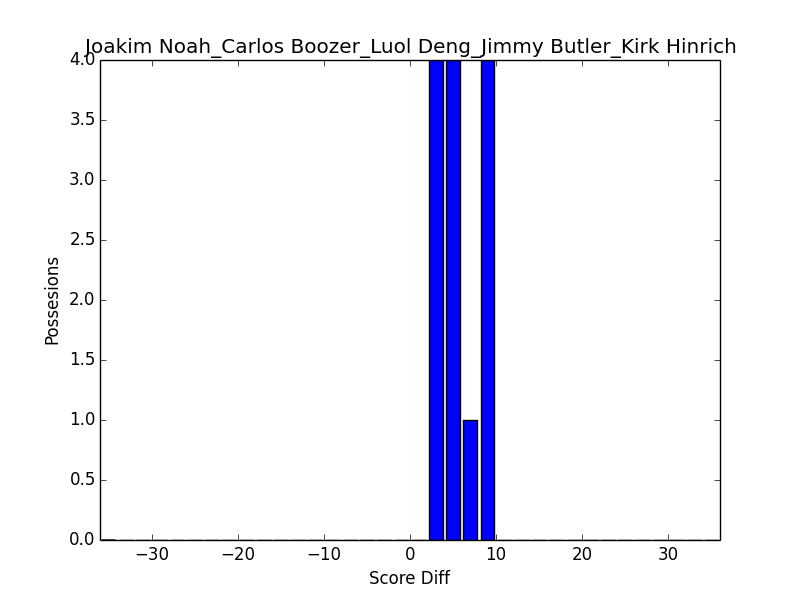 Joakim Noah_Carlos Boozer_Luol Deng_Jimmy Butler_Kirk Hinrich
4.0
3.5
3.0
2.5
2.0
1.5
1.0
0.5
0.0
Possesions
−30 −20 −10 0 10 20 30
Score Diff